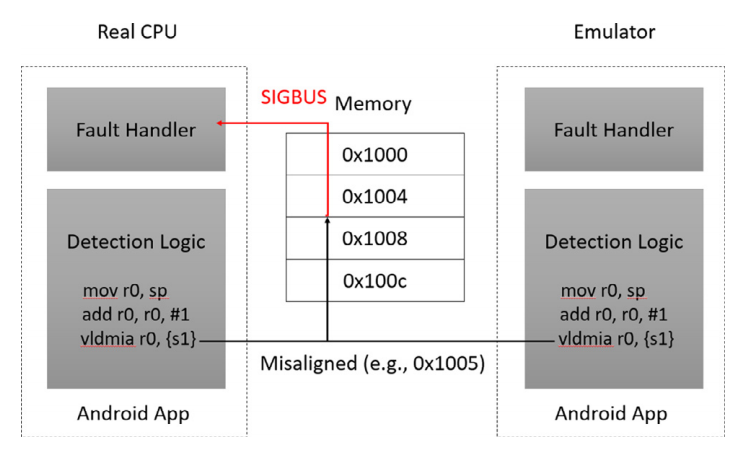 Real CPU
Fault Handler
Detection Logic
mov r0, sp
add r0, r0, #1
vldmia r0, {s1}
Android App
SIGBUS
Memory
0x1000
0x1004
0x1008
0x100c
Misaligned (e.g., 0x1005)
Emulator
Fault Handler
Detection Logic
mov r0, sp
add r0, r0, #1
vldmia r0, {s1}
Android App